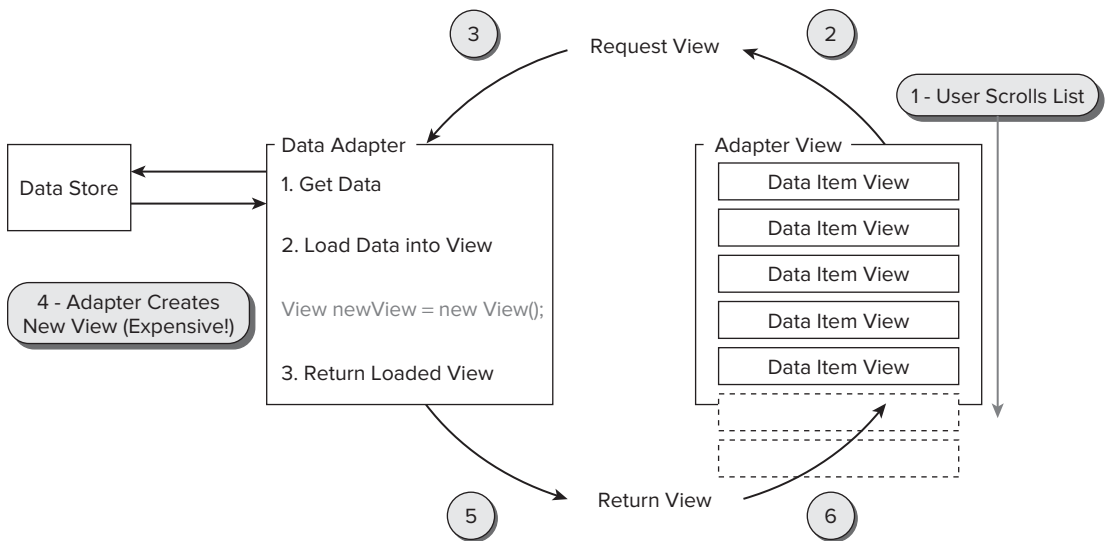 3
Request View
2
1 - User Scrolls List
Data Adapter
Adapter View
Data Store
1. Get Data
2. Load Data into View
4 - Adapter Creates
New View (Expensive!)
View newView = new View();
3. Return Loaded View
Data Item View
Data Item View
Data Item View
Data Item View
Data Item View
5
Return View
6